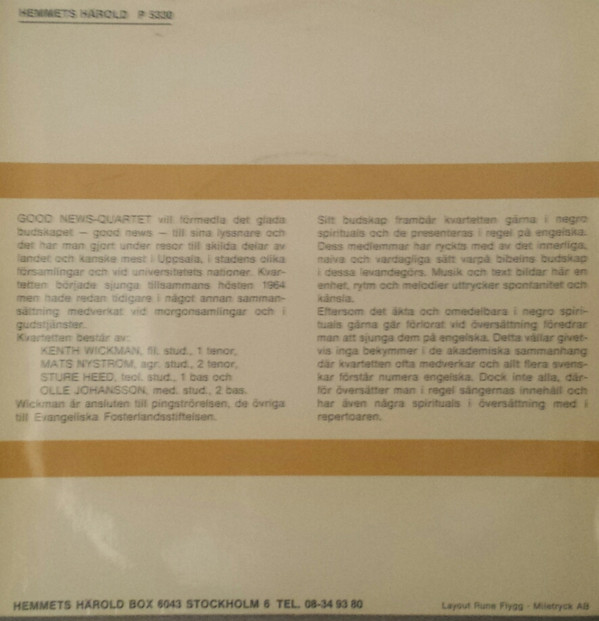 HEMMETS HÄROLD P 5330
GOOD NEWS-QUARTET vill förmedla det glada
budskapet – good news – till sina lyssnare och
det har man gjort under resor till skilda delar av
landet och kanske mest i Uppsala, i stadens olika
församlingar och vid universitetets nationer. Kvar-
tetten började sjunga tillsammans hösten 1964
men hade redan tidigare i något annan samman-
sättning medverkat vid morgonsamlingar och i
gudstjänster.
Kvartetten består av:
KENTH WICKMAN, fil. stud., 1 tenor,
MATS NYSTRÖM, agr. stud., 2 tenor,
STURE HEED, teol. stud., 1 bas och
OLLE JOHANSSON, med. stud., 2 bas.
Wickman är ansluten till pingströrelsen, de övriga
till Evangeliska Fosterlandsstiftelsen.
Sitt budskap frambär kvartetten gärna i negro
spirituals och de presenteras i regel på engelska.
Dess medlemmar har ryckts med av det innerliga,
naiva och vardagliga sätt varpå bibelns budskap
i dessa levandegörs. Musik och text bildar här en
enhet, rytm och melodier uttrycker spontanitet och
känsla.
Eftersom det äkta och omedelbara i negro spiri-
tuals gärna går förlorat vid översättning föredrar
man att sjunga dem på engelska. Detta vållar givet-
vis inga bekymmer i de akademiska sammanhang
där kvartetten ofta medverkar och allt flera svens-
kar förstår numera engelska. Dock inte alla, där-
för översätter man i regel sångernas innehåll och
har även några spirituals i översättning med i
repertoaren.
HEMMETS HÄROLD BOX 6043 STOCKHOLM 6 TEL. 08-34 93 80
Layout Rune Flygg - Miletryck AB